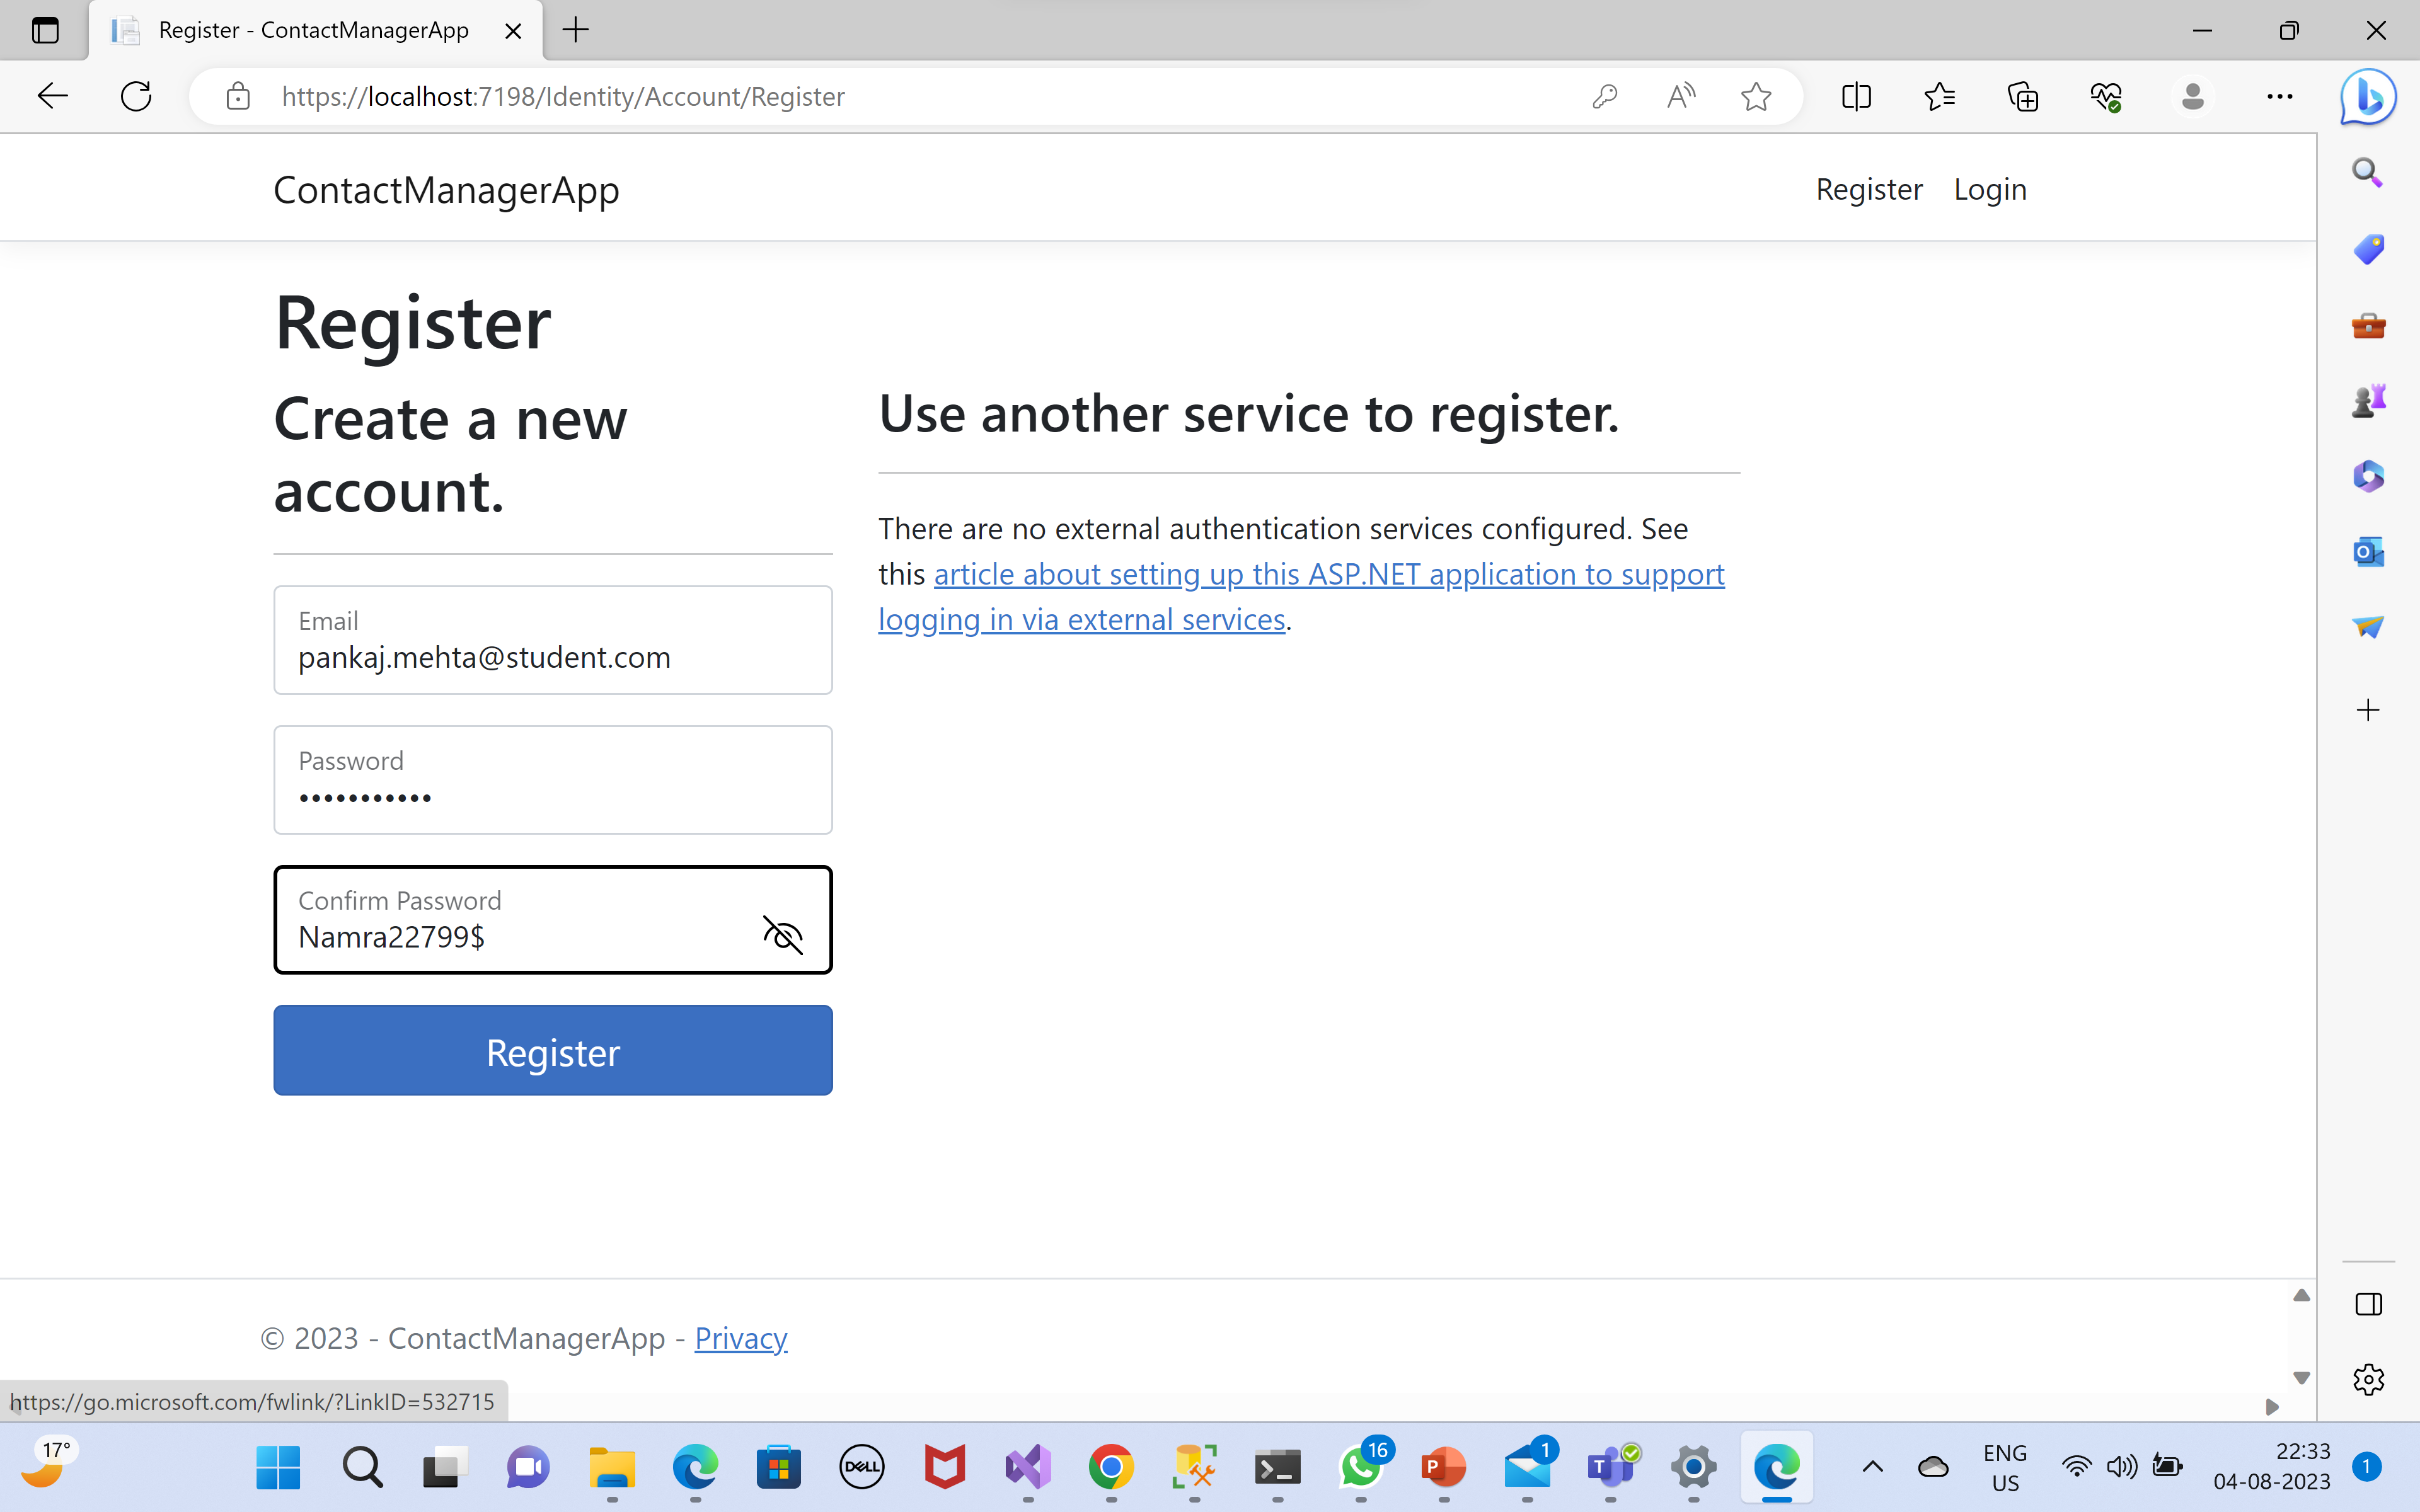 Register - ContactManagerApp
https://localhost:7198/Identity/Account/Register
ContactManagerApp
Register
Login
Register
Create a new
account.
Email
pankaj.mehta@student.com
Password
•••••••••••
Confirm Password
Namra22799$
Register
Use another service to register.
There are no external authentication services configured. See
this article about setting up this ASP.NET application to support
logging in via external services.
© 2023 - ContactManagerApp - Privacy
https://go.microsoft.com/fwlink/?LinkID=532715
17°
DELL
16
P
1
T
ENG
US
22:33
04-08-2023
1